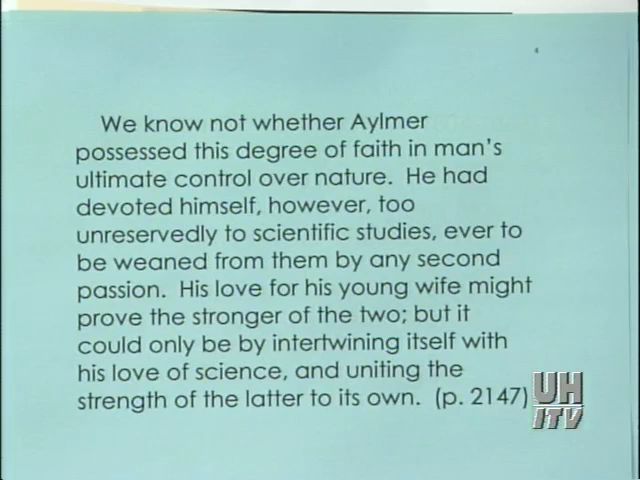 4
We know not whether Aylmer
possessed this degree of faith in man's
ultimate control over nature.  He had
devoted himself, however, too
unreservedly to scientific studies, ever to
be weaned from them by any second
passion.  His love for his young wife might
prove the stronger of the two; but it
could only be by intertwining itself with
his love of science, and uniting the
strength of the latter to its own.  (p. 2147)
UH
ITV